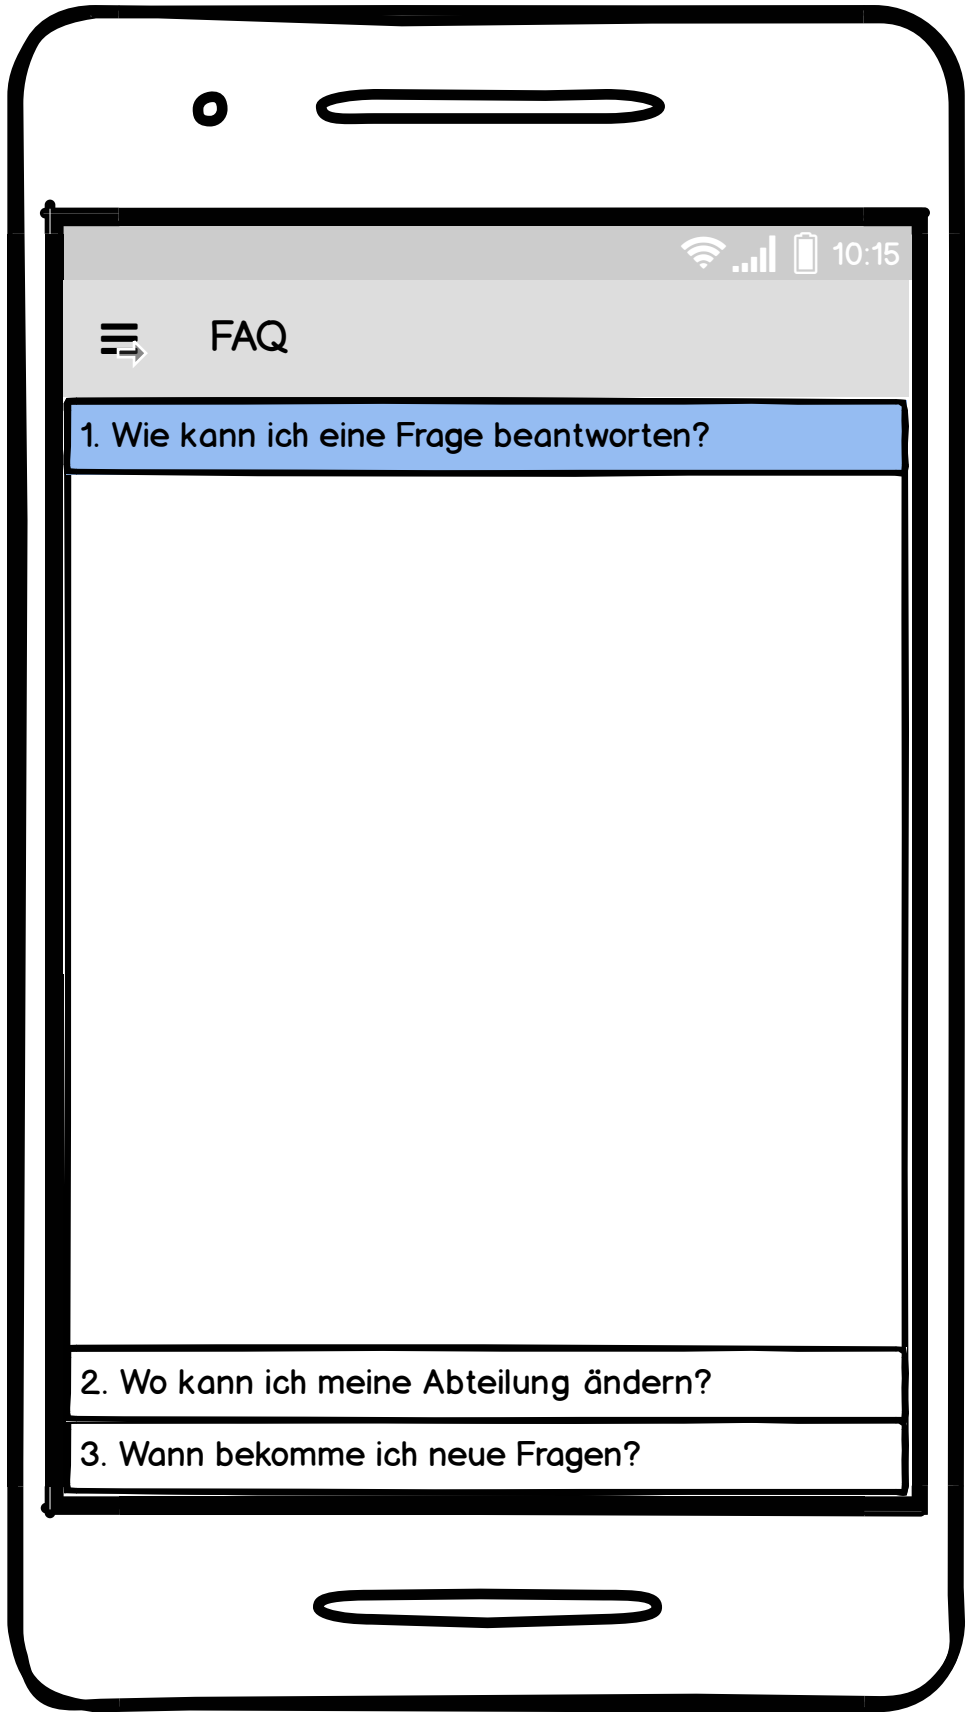 10:15
FAQ
1. Wie kann ich eine Frage beantworten?
2. Wo kann ich meine Abteilung ändern?
3. Wann bekomme ich neue Fragen?